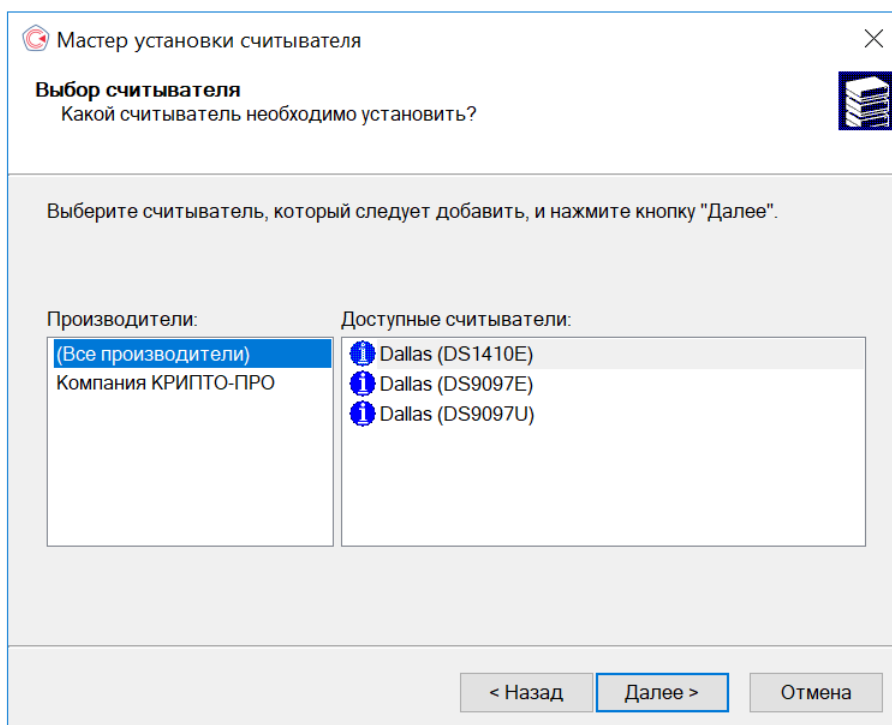 Мастер установки считывателя
Выбор считывателя
Какой считыватель необходимо установить?
Выберите считыватель, который следует добавить, и нажмите кнопку "Далее".
Производители:
(Все производители)
Компания КРИПТО-ПРО
Доступные считыватели:
Dallas (DS1410E)
Dallas (DS9097E)
Dallas (DS9097U)
< Назад
Далее >
Отмена